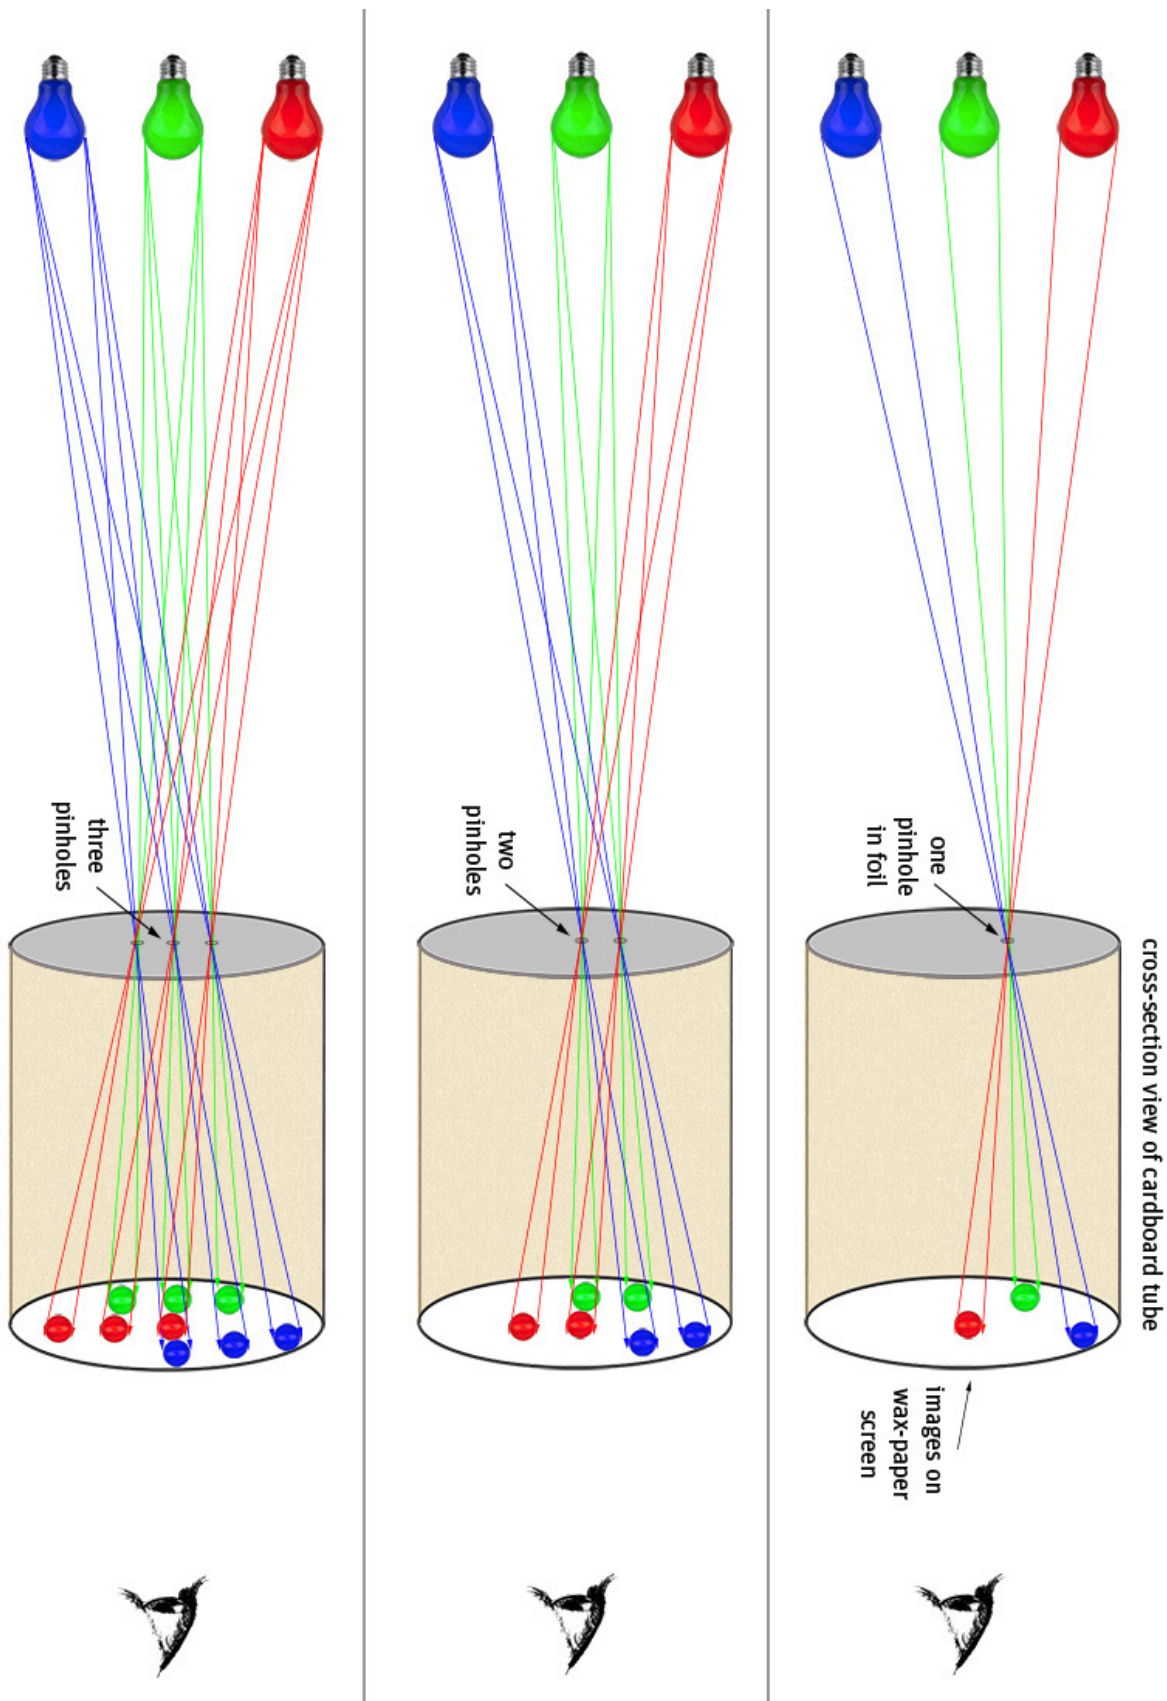 cross-section view of cardboard tube
one
pinhole
in foil
images on
wax-paper
screen
two
pinholes
three
pinholes